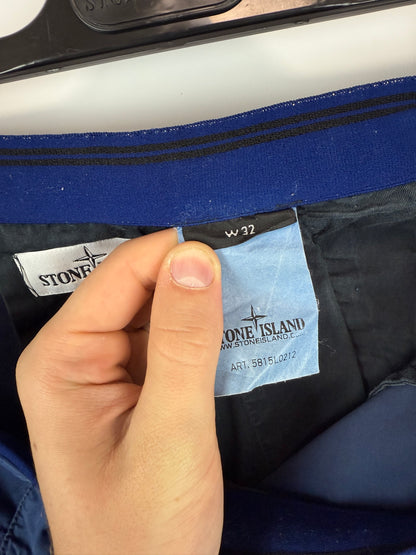 W 32
STONE
STONE ISLAND
WWW.STONEISLAND.C
ART. 5815L0212